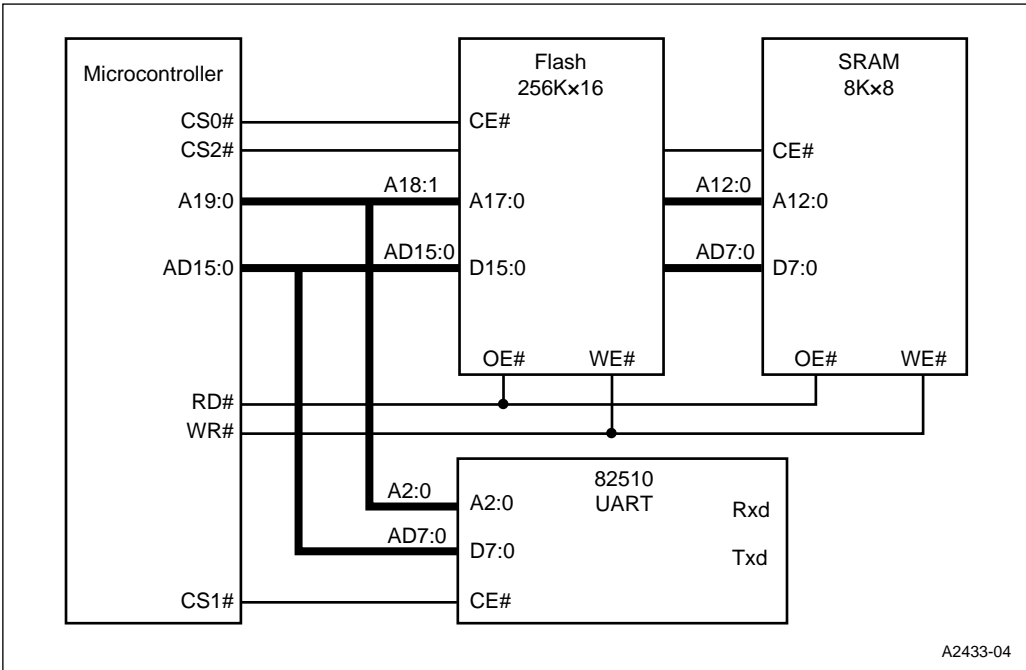 Microcontroller
CS0#
CS2#
A19:0
AD15:0
RD#
WR#
CS1#
A18:1
AD15:0
Flash
256K×16
CE#
A17:0
D15:0
OE# WE#
A12:0
AD7:0
SRAM
8K×8
CE#
A12:0
D7:0
OE# WE#
A2:0
AD7:0
82510
UART
A2:0
D7:0
CE#
Rxd
Txd
A2433-04